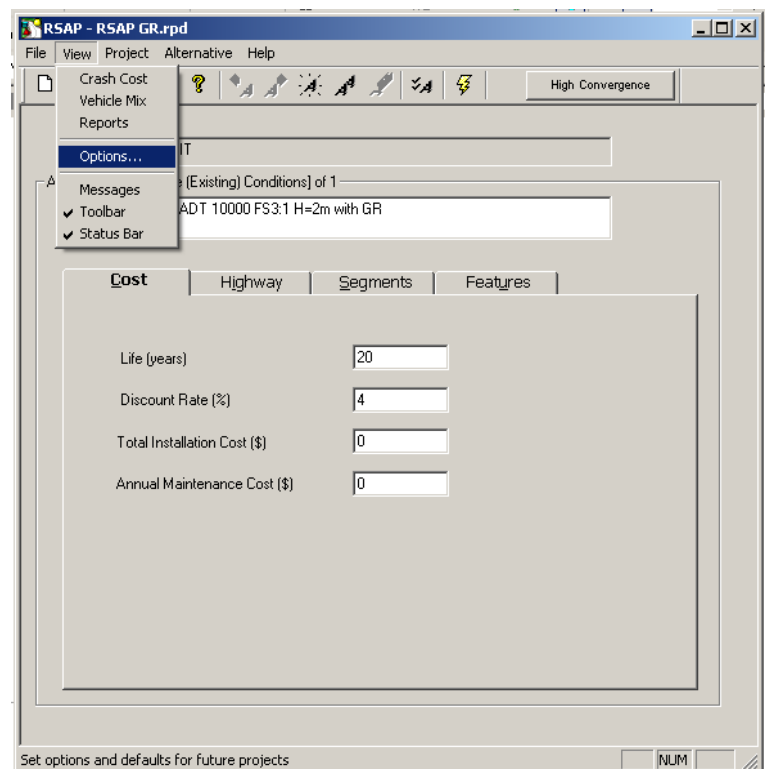 RSAP - RSAP GR.rpd
File View Project Alternative Help
High Convergence
Crash Cost
Vehicle Mix
Reports
Options...
Messages
Toolbar
Status Bar
IT
(Existing) Conditions] of 1
ADT 10000 FS3:1 H=2m with GR
Cost Highway Segments Features
Life (years) 20
Discount Rate (%) 4
Total Installation Cost ($) 0
Annual Maintenance Cost ($) 0
Set options and defaults for future projects NUM